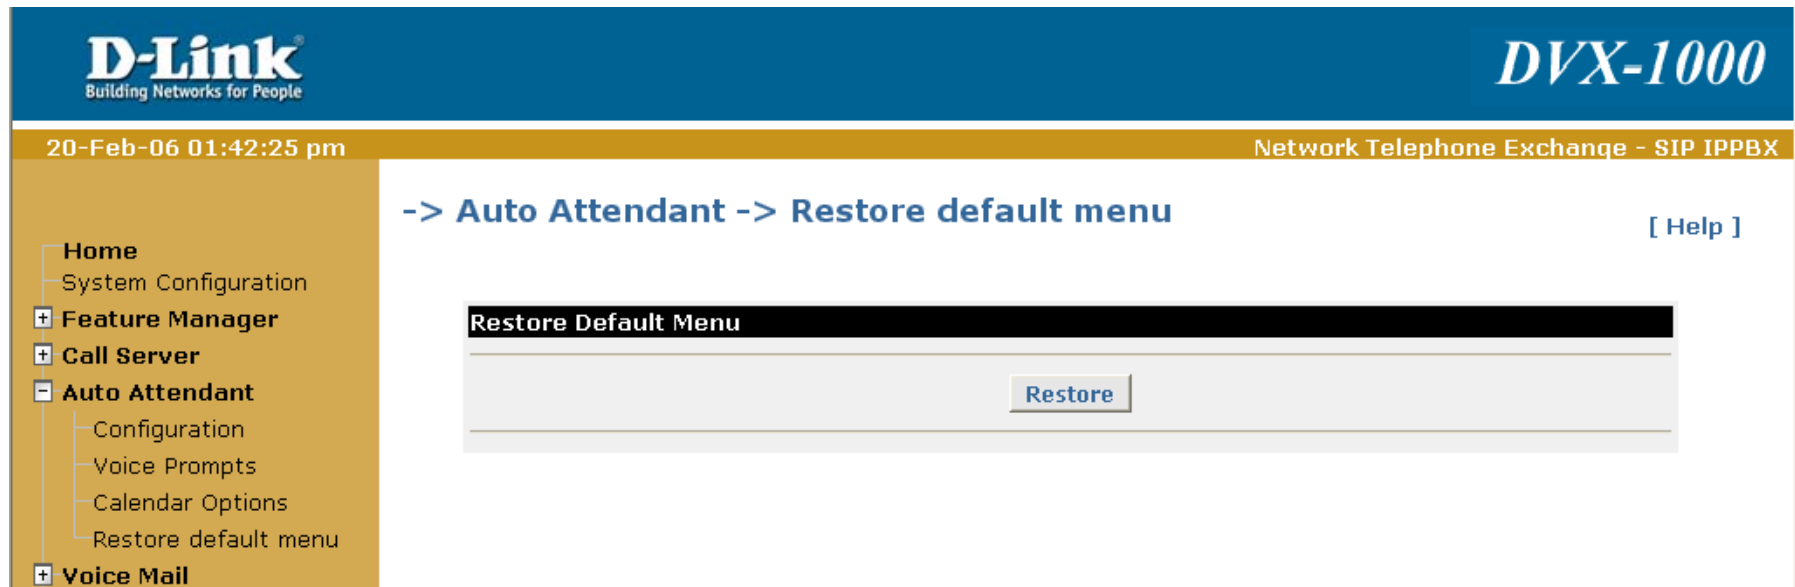 D-Link
Building Networks for People
DVX-1000
20-Feb-06 01:42:25 pm
Network Telephone Exchange - SIP IPPBX
-> Auto Attendant -> Restore default menu
[ Help ]
Home
System Configuration
Feature Manager
Call Server
Auto Attendant
Configuration
Voice Prompts
Calendar Options
Restore default menu
Voice Mail
Restore Default Menu
Restore